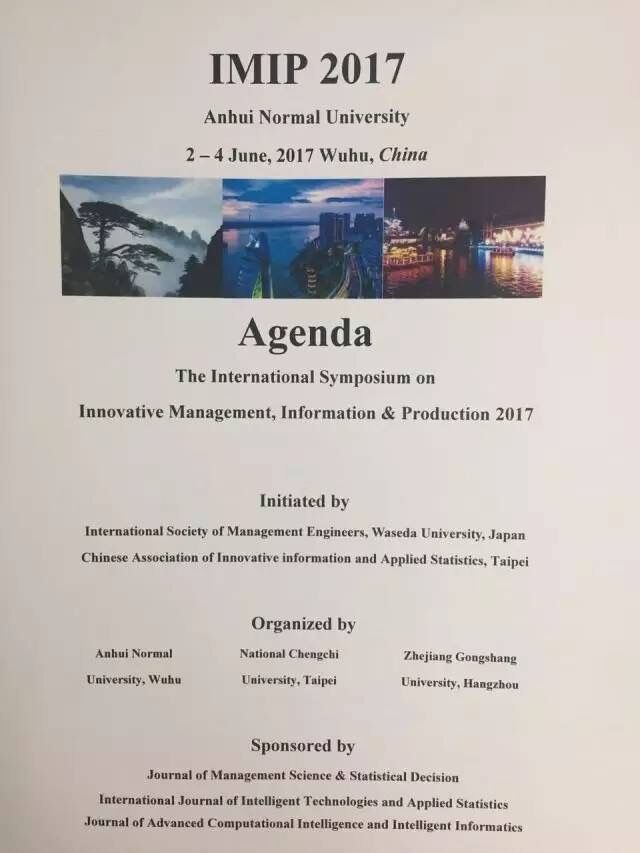 IMIP 2017
Anhui Normal University
2 – 4 June, 2017 Wuhu, China
Agenda
The International Symposium on
Innovative Management, Information & Production 2017
Initiated by
International Society of Management Engineers, Waseda University, Japan
Chinese Association of Innovative information and Applied Statistics, Taipei
Organized by
Anhui Normal
University, Wuhu
National Chengchi
University, Taipei
Zhejiang Gongshang
University, Hangzhou
Sponsored by
Journal of Management Science & Statistical Decision
International Journal of Intelligent Technologies and Applied Statistics
Journal of Advanced Computational Intelligence and Intelligent Informatics